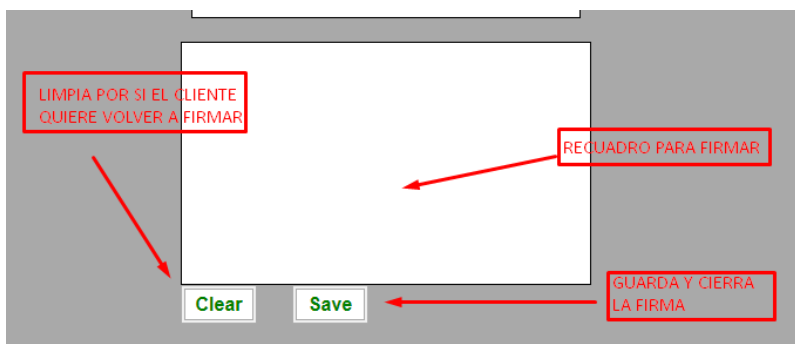 LIMPIA POR SI EL CLIENTE
QUIERE VOLVER A FIRMAR
RECUADRO PARA FIRMAR
GUARDA Y CIERRA
LA FIRMA
Clear
Save